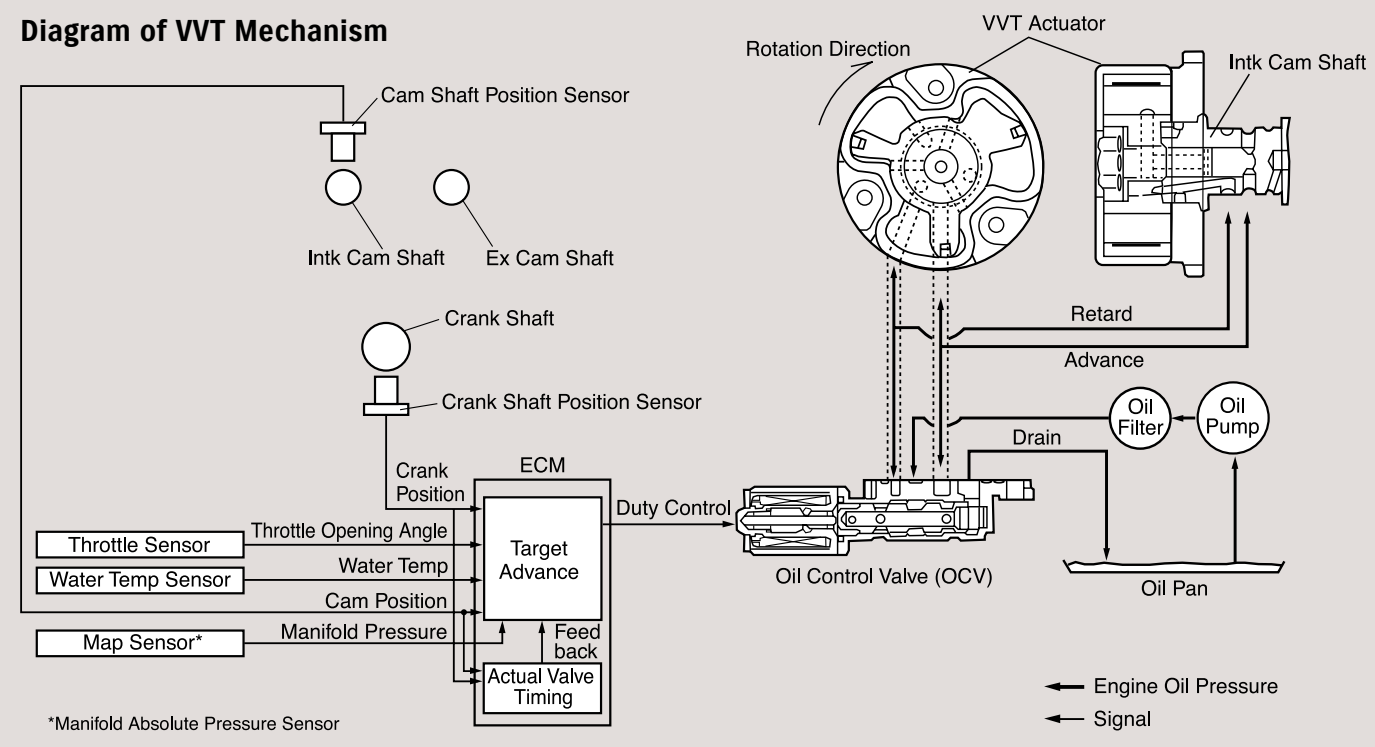 Diagram of VVT Mechanism
VVT Actuator
Rotation Direction
Intk Cam Shaft
Cam Shaft Position Sensor
Intk Cam Shaft
Ex Cam Shaft
Crank Shaft
Retard
Advance
Crank Shaft Position Sensor
Oil
Filter
Oil
Pump
Drain
ECM
Crank
Position
Duty Control
Throttle Sensor
Throttle Opening Angle
Target
Advance
Water Temp Sensor
Water Temp
Oil Control Valve (OCV)
Oil Pan
Cam Position
Map Sensor*
Manifold Pressure
Feed
back
Actual Valve
Timing
Engine Oil Pressure
Signal
*Manifold Absolute Pressure Sensor